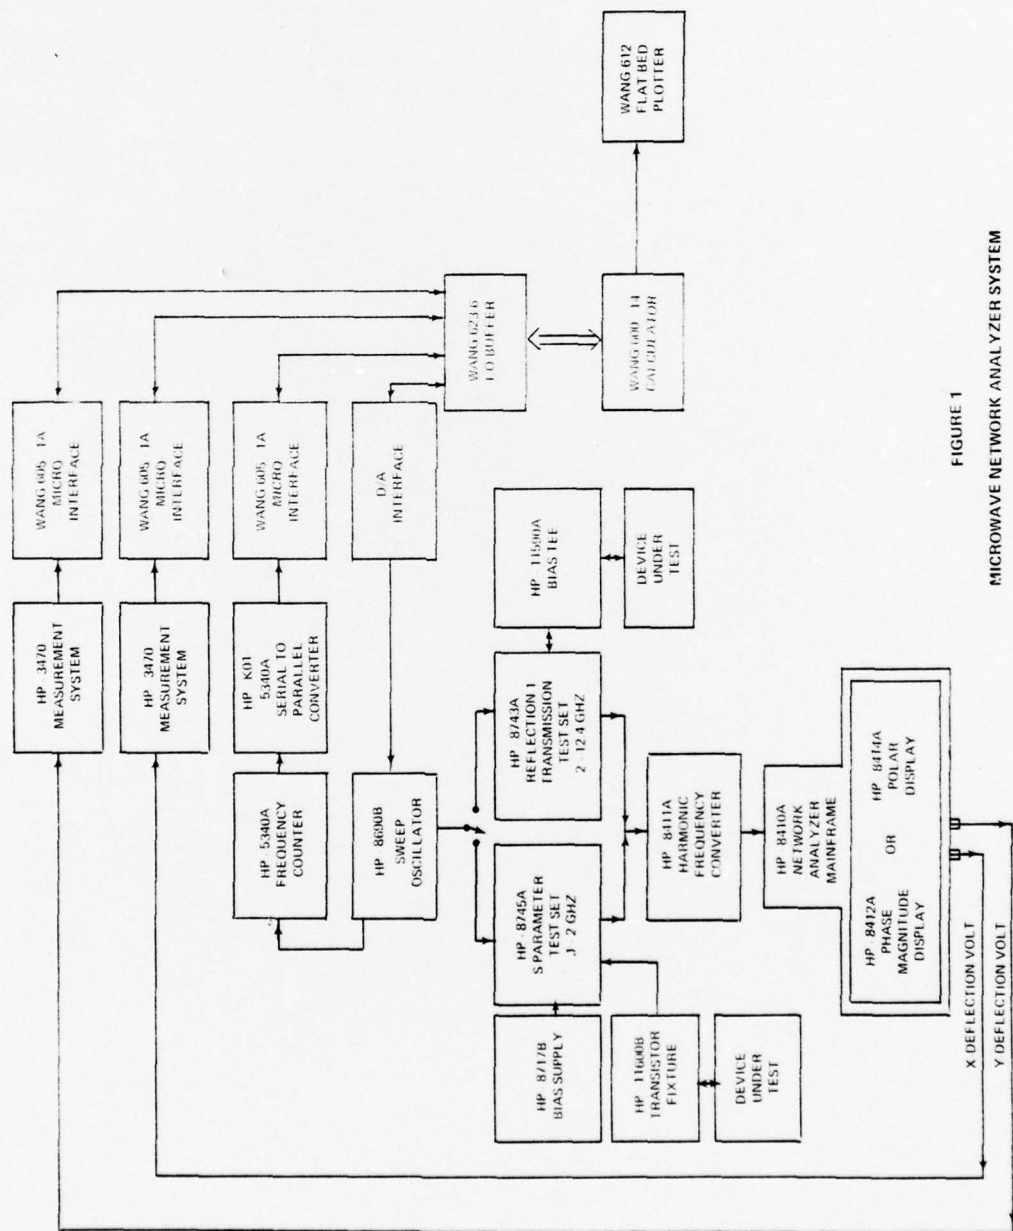 HP - 3470
MEASUREMENT
SYSTEM
WANG 605 - 1A
MICRO
INTERFACE
HP - 3470
MEASUREMENT
SYSTEM
WANG 605 - 1A
MICRO
INTERFACE
HP 5340A
FREQUENCY
COUNTER
HP K01
5340A
SERIAL TO
PARALLEL
CONVERTER
WANG 605 - 1A
MICRO
INTERFACE
HP 8690B
SWEEP
OSCILLATOR
D/A
INTERFACE
WANG 623 6
I O BUFFER
WANG 600 - 14
CALCULATOR
WANG 612
FLAT BED
PLOTTER
HP - 8717B
BIAS SUPPLY
HP - 8745A
S PARAMETER
TEST SET
.1 - 2 GHZ
HP 8743A
REFLECTION 1
TRANSMISSION
TEST SET
2 - 12 4 GHZ
HP 11590A
BIAS TEE
HP 11600B
TRANSISTOR
FIXTURE
DEVICE
UNDER
TEST
DEVICE
UNDER
TEST
HP 8411A
HARMONIC
FREQUENCY
CONVERTER
HP 8410A
NETWORK
ANALYZER
MAINFRAME
HP - 8412A
PHASE
MAGNITUDE
DISPLAY
OR
HP 8414A
POLAR
DISPLAY
X DEFLECTION VOLT
Y DEFLECTION VOLT
FIGURE 1
MICROWAVE NETWORK ANALYZER SYSTEM